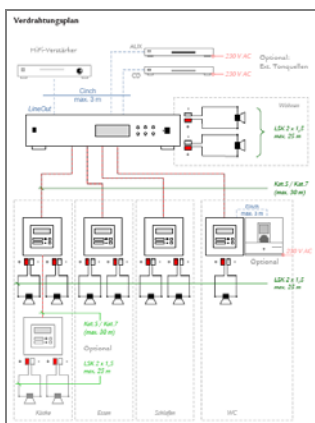 Verdrahtungsplan
HiFi-Verstärker
AUX
230 V AC
Optional:
Ext. Tonquellen
CD
230 V AC
Cinch
max. 3 m
LineOut
Wohnen
LSK 2 x 1,5
max. 25 m
Kat.5 / Kat.7
(max. 50 m)
Cinch
max. 3 m
230 V AC
Optional
LSK 2 x 1,5
max. 25 m
Kat.5 / Kat.7
(max. 50 m)
Optional
LSK 2 x 1,5
max. 25 m
Küche
Essen
Schlafen
WC